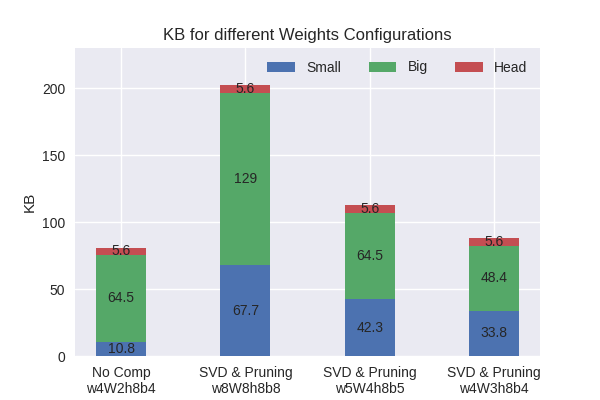 KB for different Weights Configurations
Small Big Head
KB
200
150
100
50
0
5.6 5.6 5.6 5.6
64.5 129 64.5 48.4
10.8 67.7 42.3 33.8
No Comp SVD & Pruning SVD & Pruning SVD & Pruning
w4W2h8b4 w8W8h8b8 w5W4h8b5 w4W3h8b4